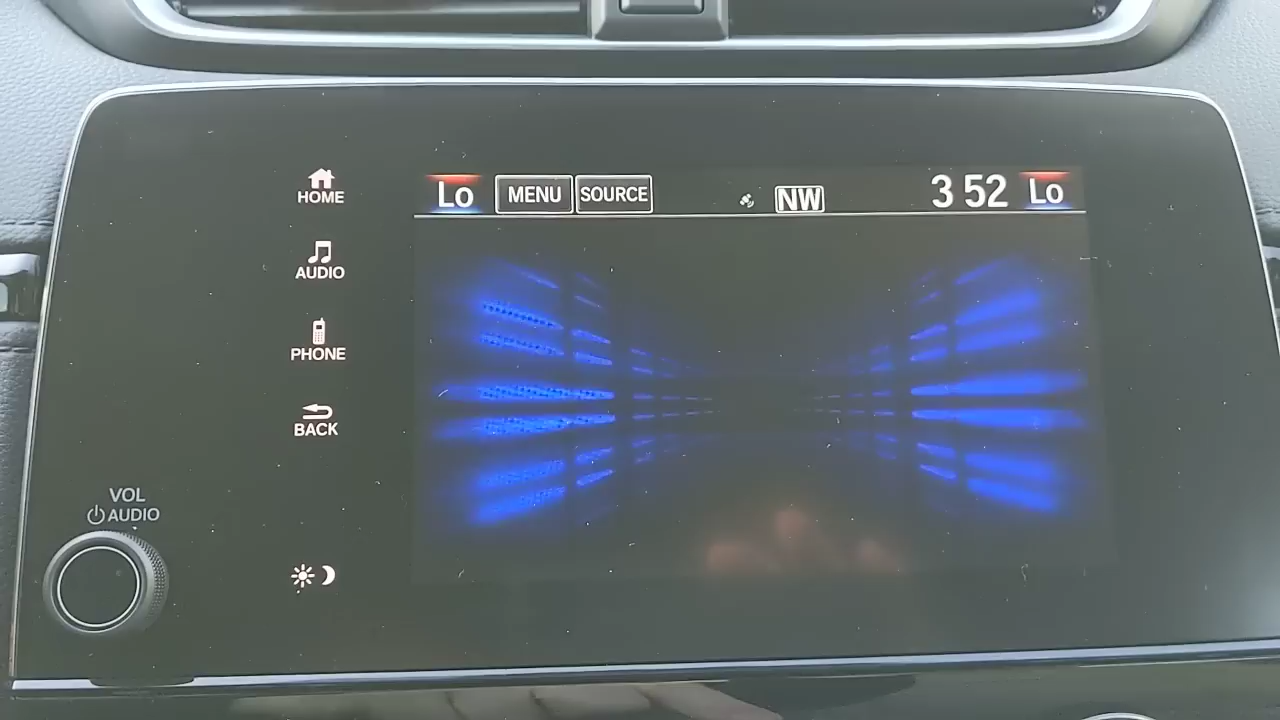 Lo MENU SOURCE NW 3 52 Lo
HOME
AUDIO
PHONE
BACK
VOL
AUDIO